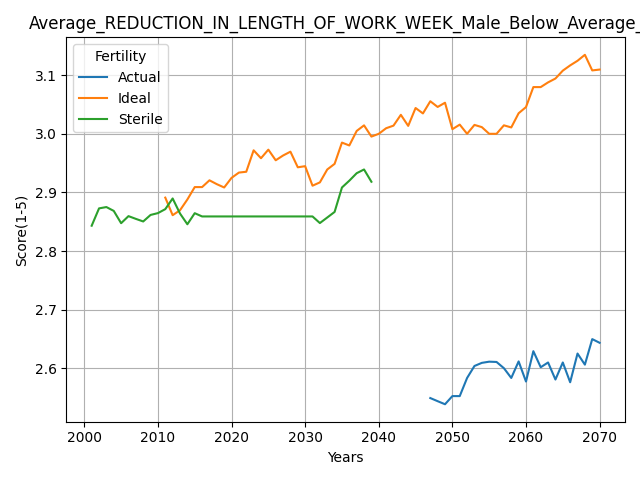 Average_REDUCTION_IN_LENGTH_OF_WORK_WEEK_Male_Below_Average_
Fertility
Actual
Ideal
Sterile
Score(1-5)
3.1
3.0
2.9
2.8
2.7
2.6
2000 2010 2020 2030 2040 2050 2060 2070
Years